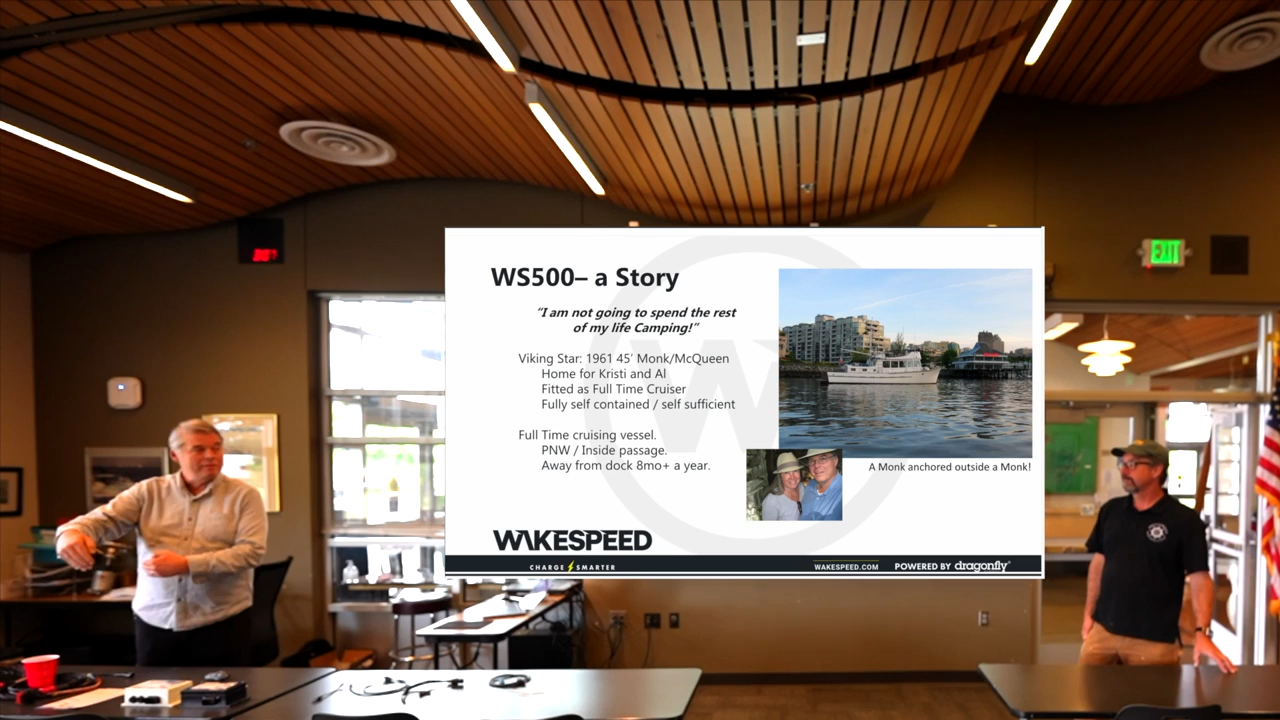 EXIT
WS500– a Story
“I am not going to spend the rest
of my life Camping!”
Viking Star: 1961 45’ Monk/McQueen
Home for Kristi and Al
Fitted as Full Time Cruiser
Fully self contained / self sufficient
Full Time cruising vessel.
PNW / Inside passage.
Away from dock 8mo+ a year.
A Monk anchored outside a Monk!
WAKESPEED
CHARGE SMARTER
WAKESPEED.COM
POWERED BY dragonfly